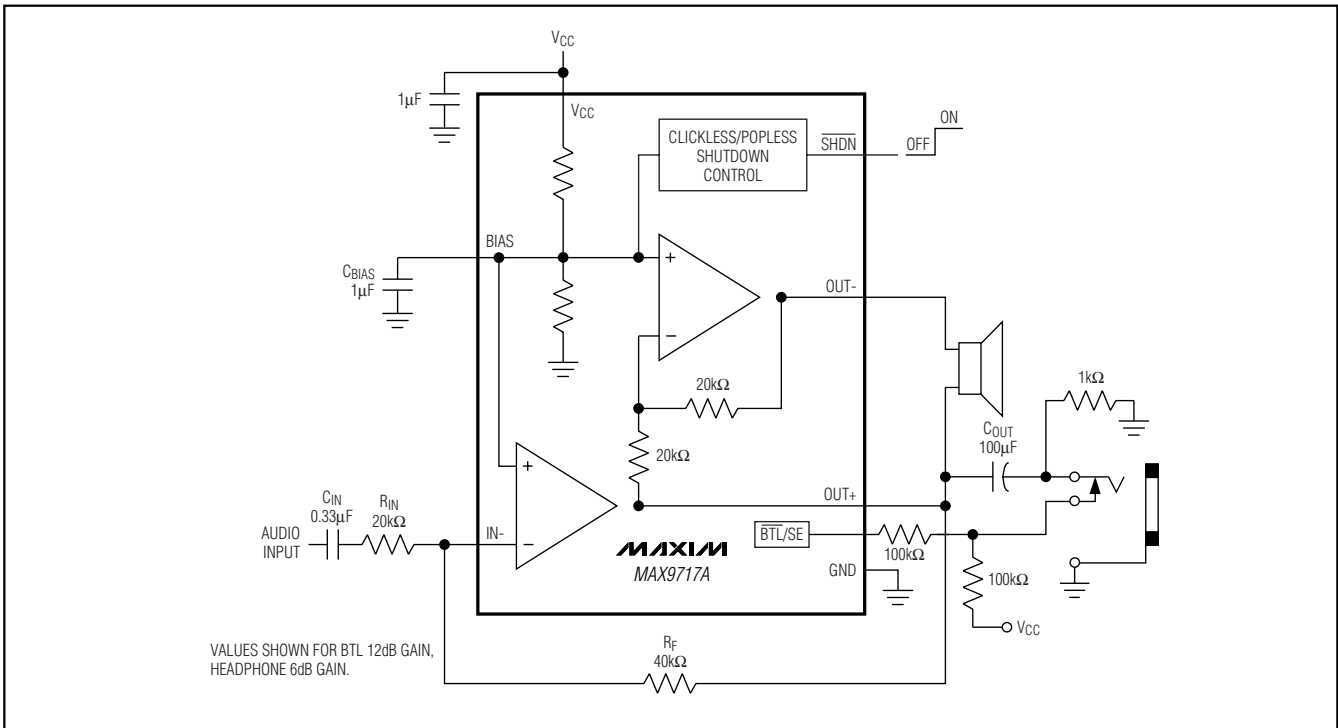 VCC
1µF
VCC
CLICKLESS/POPLESS
SHUTDOWN
CONTROL
SHDN
OFF
ON
BIAS
CBIAS
1µF
+
−
OUT-
20kΩ
20kΩ
1kΩ
COUT
100µF
+
−
OUT+
CIN
0.33µF
RIN
20kΩ
AUDIO
INPUT
IN-
BTL/SE
100kΩ
MAXIM
MAX9717A
GND
100kΩ
VCC
VALUES SHOWN FOR BTL 12dB GAIN,
HEADPHONE 6dB GAIN.
RF
40kΩ